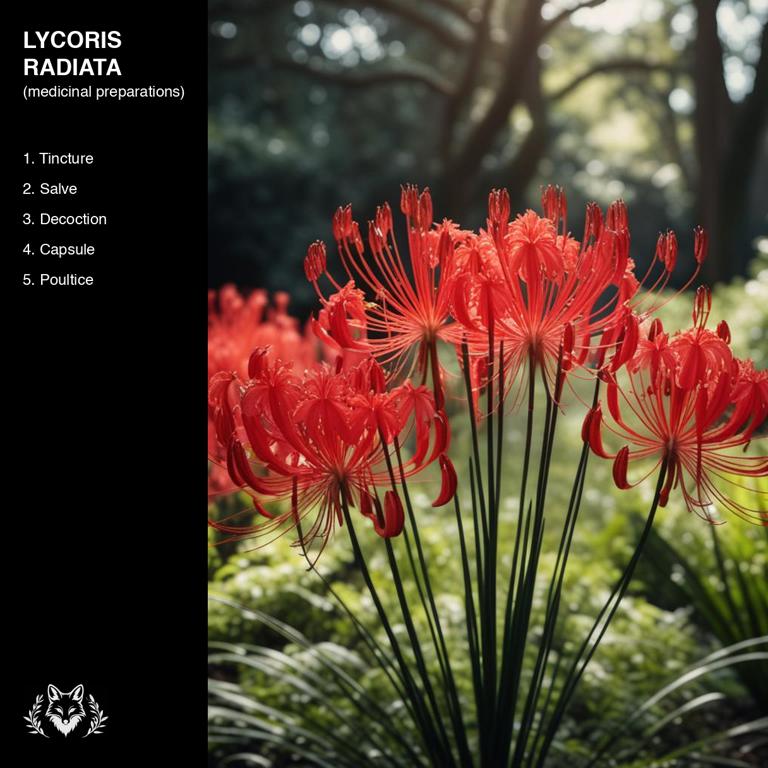 LYCORIS
RADIATA
(medicinal preparations)
1. Tincture
2. Salve
3. Decoction
4. Capsule
5. Poultice